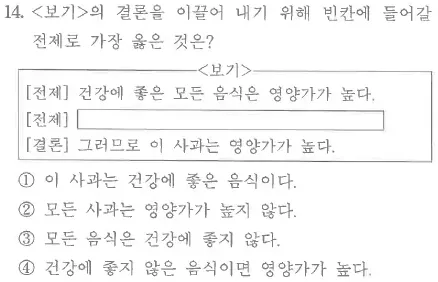 14. <보기>의 결론을 이끌어 내기 위해 빈칸에 들어갈
전제로 가장 옳은 것은?
<보기>
[전제] 건강에 좋은 모든 음식은 영양가가 높다.
[전제]
[결론] 그러므로 이 사과는 영양가가 높다.
① 이 사과는 건강에 좋은 음식이다.
② 모든 사과는 영양가가 높지 않다.
③ 모든 음식은 건강에 좋지 않다.
④ 건강에 좋지 않은 음식이면 영양가가 높다.